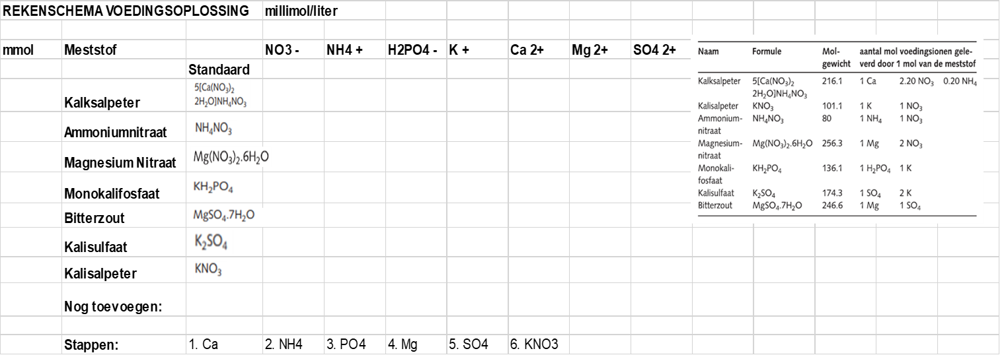 REKENSCHEMA VOEDINGSOPLOSSING millimol/liter
mmol Meststof NO3 - NH4 + H2PO4 - K + Ca 2+ Mg 2+ SO4 2+
Standaard
Kalksalpeter 5[Ca(NO₃)₂
2H₂O]NH₄NO₃
Ammoniumnitraat NH₄NO₃
Magnesium Nitraat Mg(NO₃)₂.6H₂O
Monokalifosfaat KH₂PO₄
Bitterzout MgSO₄.7H₂O
Kalisulfaat K₂SO₄
Kalisalpeter KNO₃
Nog toevoegen:
Stappen: 1. Ca 2. NH4 3. PO4 4. Mg 5. SO4 6. KNO3
Naam Formule Mol- aantal mol voedingsionen gele-
gewicht verd door 1 mol van de meststof
Kalksalpeter 5[Ca(NO₃)₂ 216.1 1 Ca 2.20 NO₃ 0.20 NH₄
2H₂O]NH₄NO₃
Kalisalpeter KNO₃ 101.1 1 K 1 NO₃
Ammonium- NH₄NO₃ 80 1 NH₄ 1 NO₃
nitraat
Magnesium- Mg(NO₃)₂.6H₂O 256.3 1 Mg 2 NO₃
nitraat
Monokali- KH₂PO₄ 136.1 1 H₂PO₄ 1 K
fosfaat
Kalisulfaat K₂SO₄ 174.3 1 SO₄ 2 K
Bitterzout MgSO₄.7H₂O 246.6 1 Mg 1 SO₄